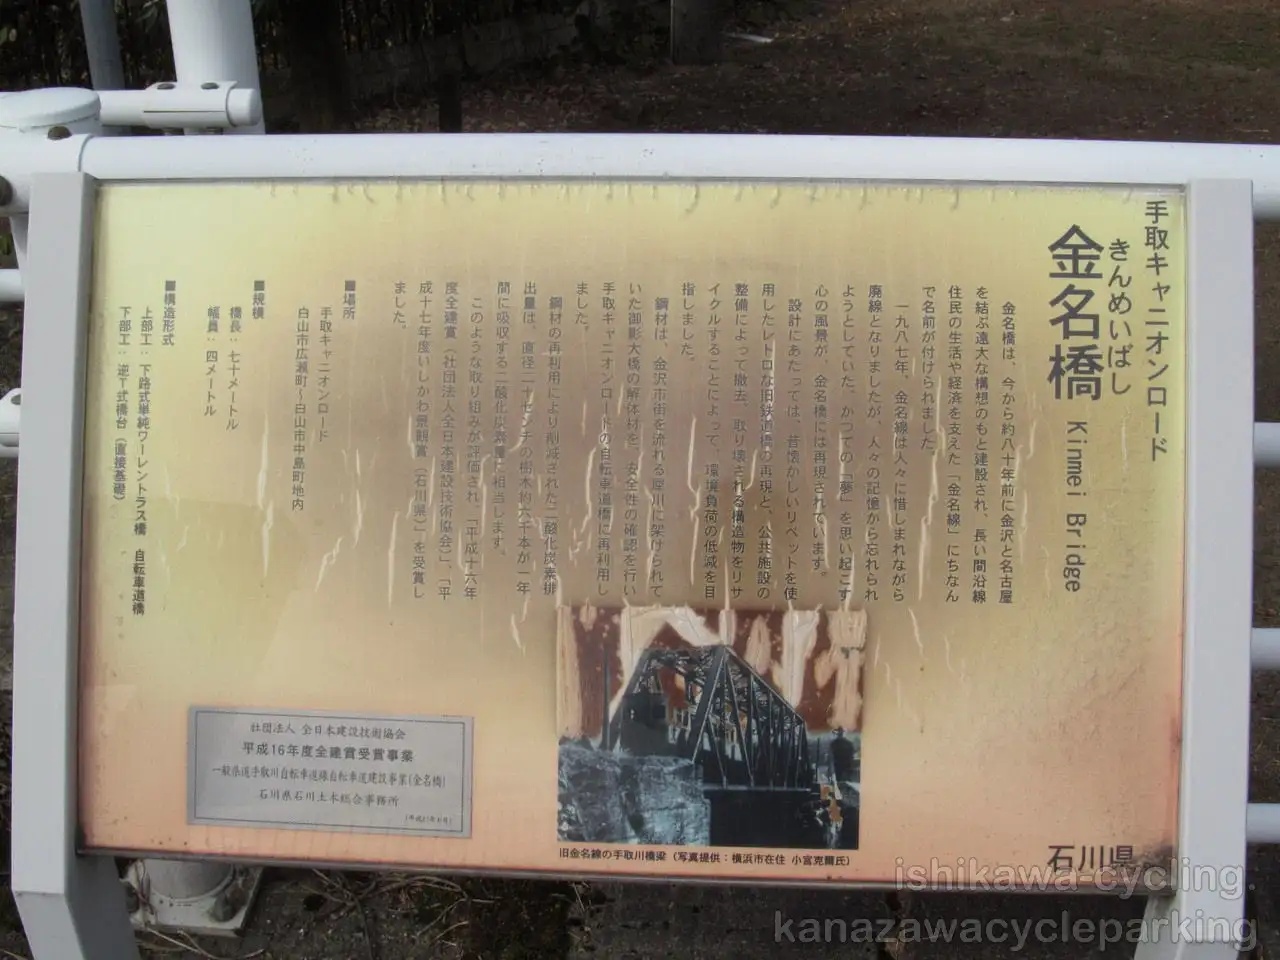 手取キャニオンロード
きんめいばし
金名橋 Kinmei Bridge
金名橋は、今から約八十年前に金沢と名古屋
を結ぶ遠大な構想のもと建設され、長い間沿線
住民の生活や経済を支えた「金名線」にちなん
で名前が付けられました。
一九八七年、金名線は人々に惜しまれながら
廃線となりましたが、人々の記憶から忘れられ
ようとしていた、かつての「夢」を思い起こす
心の風景が、金名橋には再現されています。
設計にあたっては、昔懐かしいリベットを使
用したレトロな旧鉄道橋の再現と、公共施設の
整備によって撤去、取り壊される構造物をリサ
イクルすることによって、環境負荷の低減を目
指しました。
鋼材は、金沢市街を流れる犀川に架けられて
いた御影大橋の解体材を、安全性の確認を行い
手取キャニオンロードの自転車道橋に再利用し
ました。
鋼材の再利用により削減された二酸化炭素排
出量は、直径二十センチの樹木約六千本が一年
間に吸収する二酸化炭素量に相当します。
このような取り組みが評価され、「平成十六年
度全建賞（社団法人全日本建設技術協会）」、「平
成十七年度いしかわ景観賞（石川県）」を受賞し
ました。
■場所
手取キャニオンロード
白山市広瀬町～白山市中島町地内
■規模
橋長：七十メートル
幅員：四メートル
■構造形式
上部工：下路式単純ワーレントラス橋 自転車道橋
下部工：逆T式橋台（直接基礎）
社団法人 全日本建設技術協会
平成16年度全建賞受賞事業
一般県道手取川自転車道線自転車道建設事業(金名橋)
石川県石川土木総合事務所
(平成17年6月)
旧金名線の手取川橋梁（写真提供：横浜市在住 小宮克爾氏）
石川県
ishikawa-cycling.
kanazawacycleparking